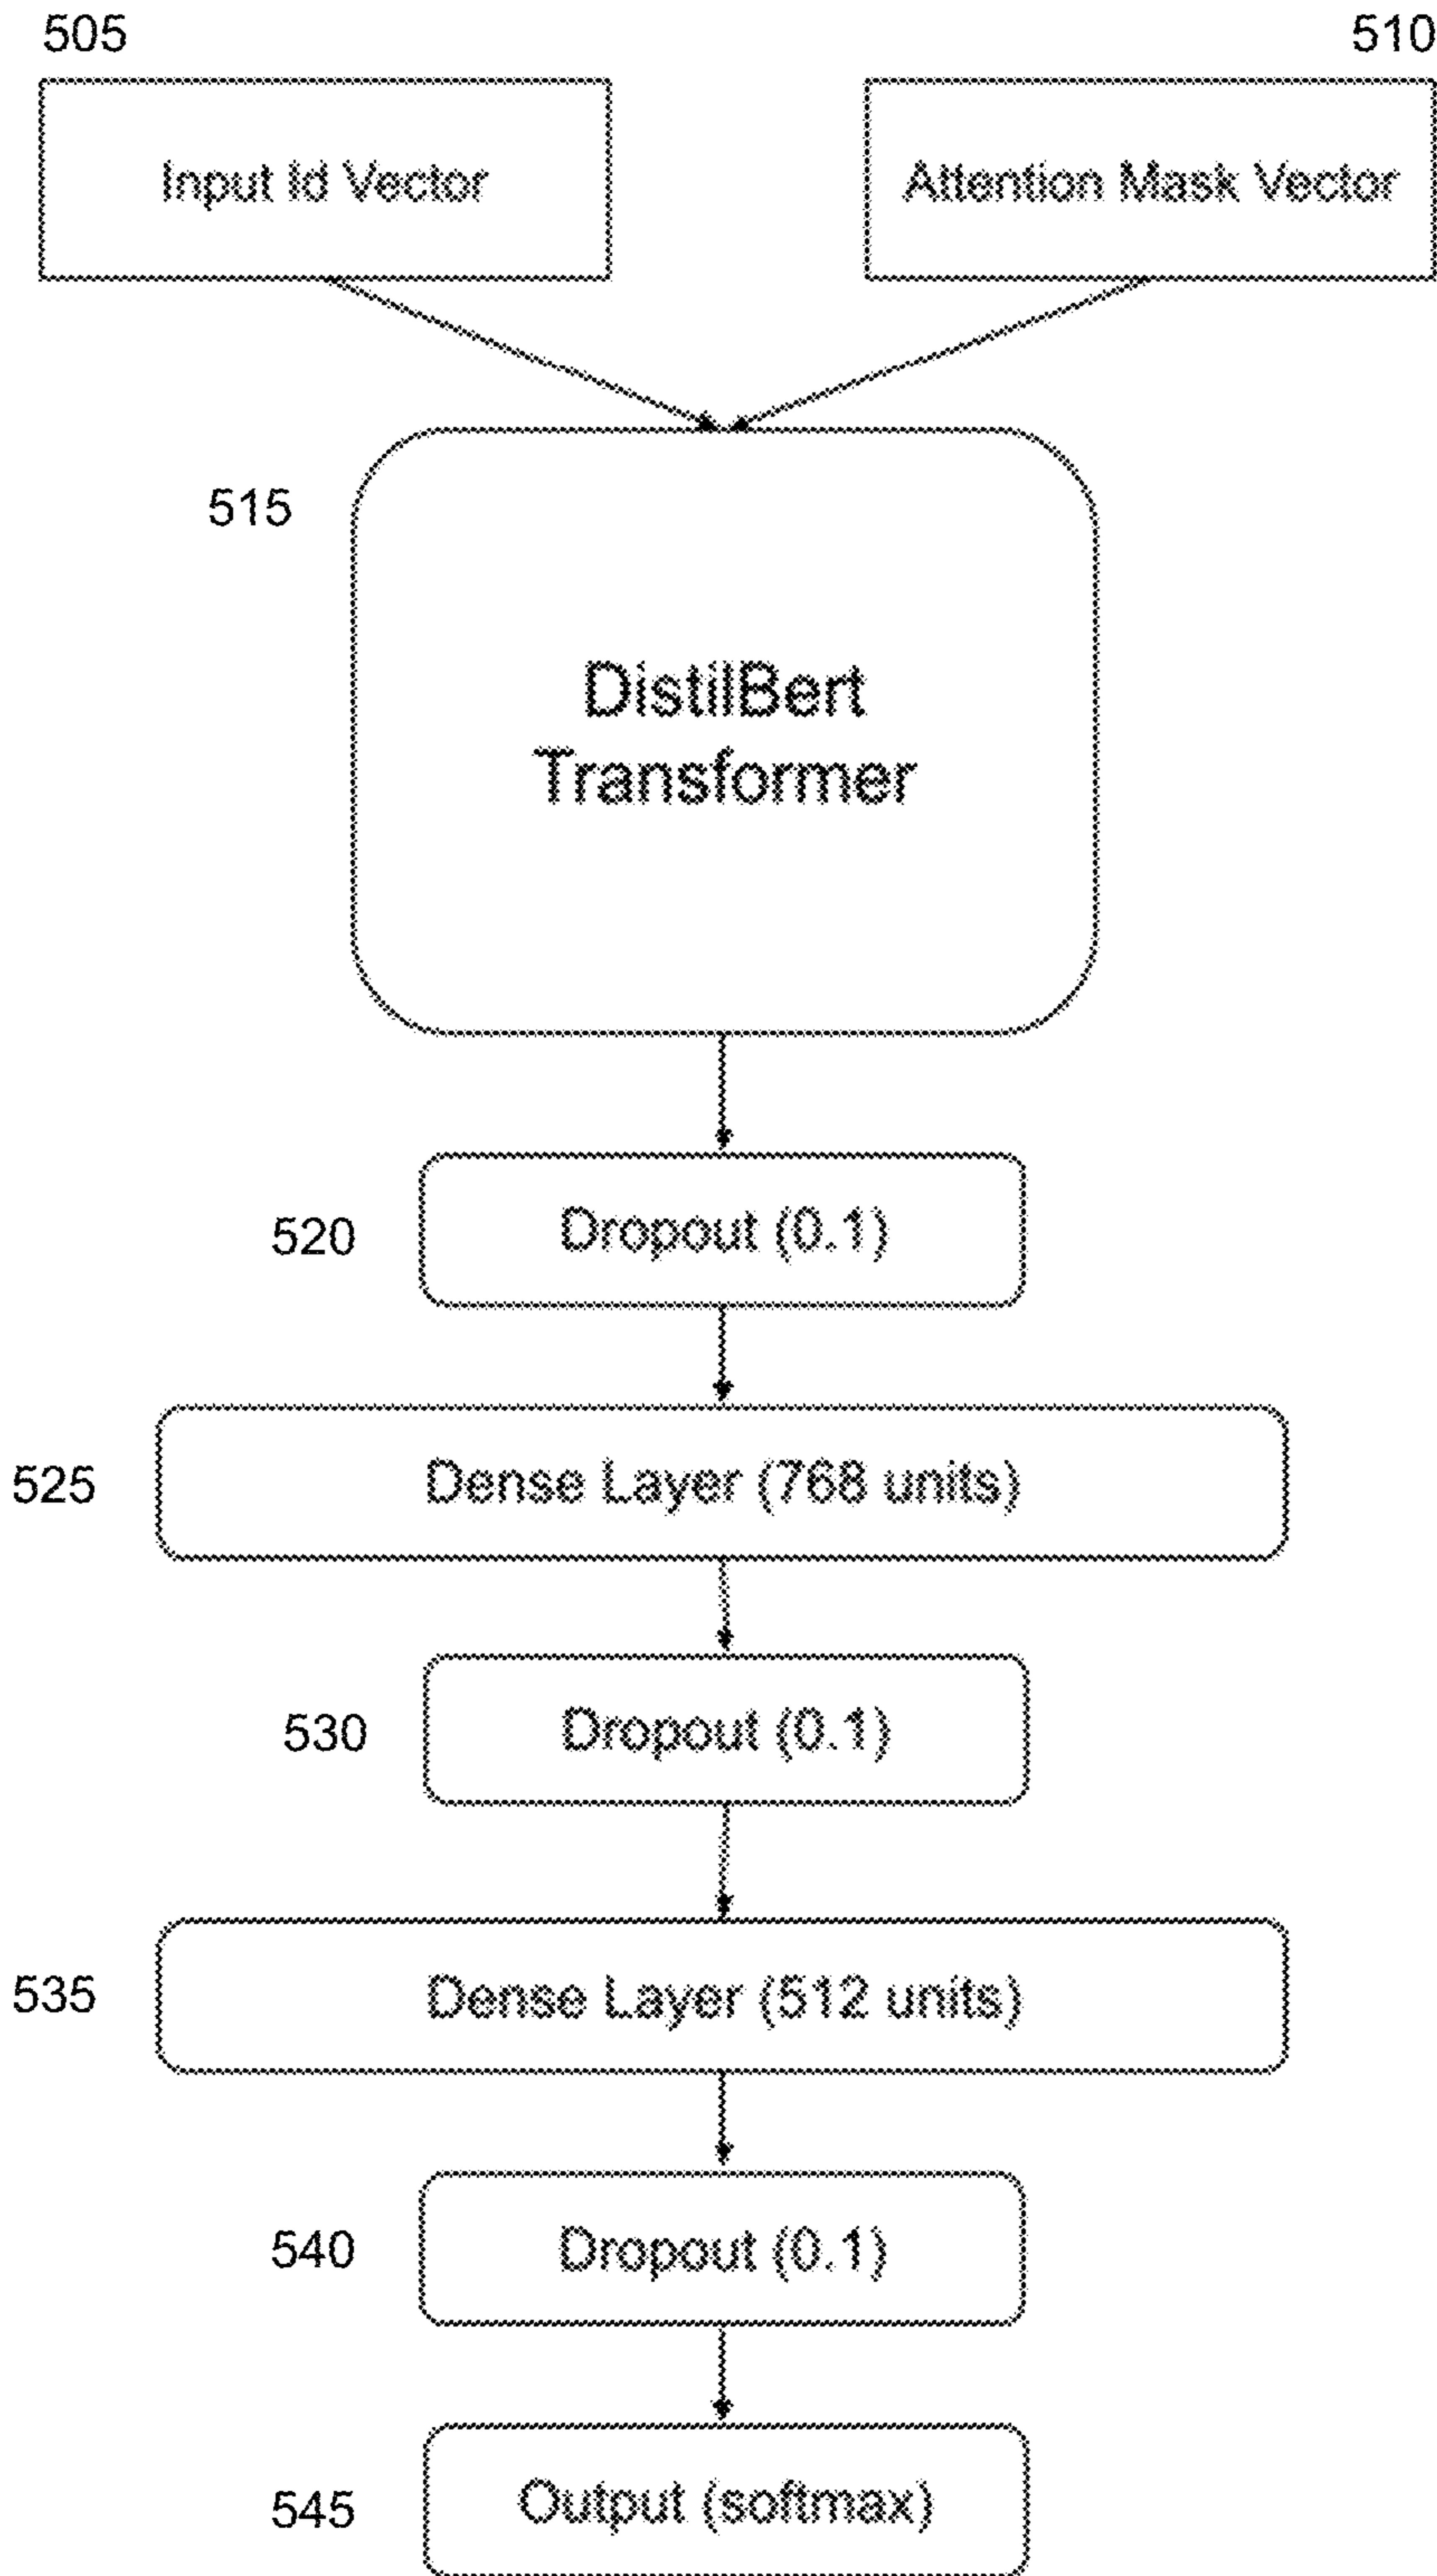 505
510
Input Id Vector
Attention Mask Vector
515
DistilBert
Transformer
520
Dropout (0.1)
525
Dense Layer (768 units)
530
Dropout (0.1)
535
Dense Layer (512 units)
540
Dropout (0.1)
545
Output (softmax)